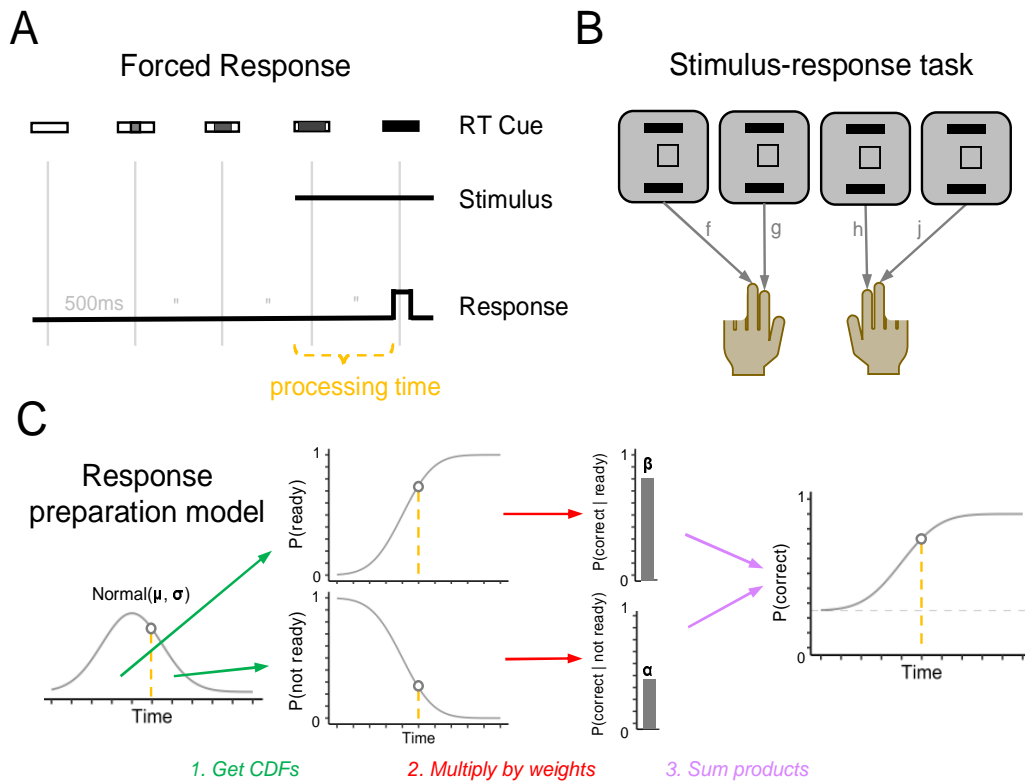 A
Forced Response
RT Cue
Stimulus
500ms " " "
Response
processing time
B
Stimulus-response task
f g h j
C
Response
preparation model
Normal(μ, σ)
Time
P(ready)
1
0
P(not ready)
1
0
Time
P(correct | ready)
1
0
β
P(correct | not ready)
1
0
α
P(correct)
1
0
Time
1. Get CDFs
2. Multiply by weights
3. Sum products